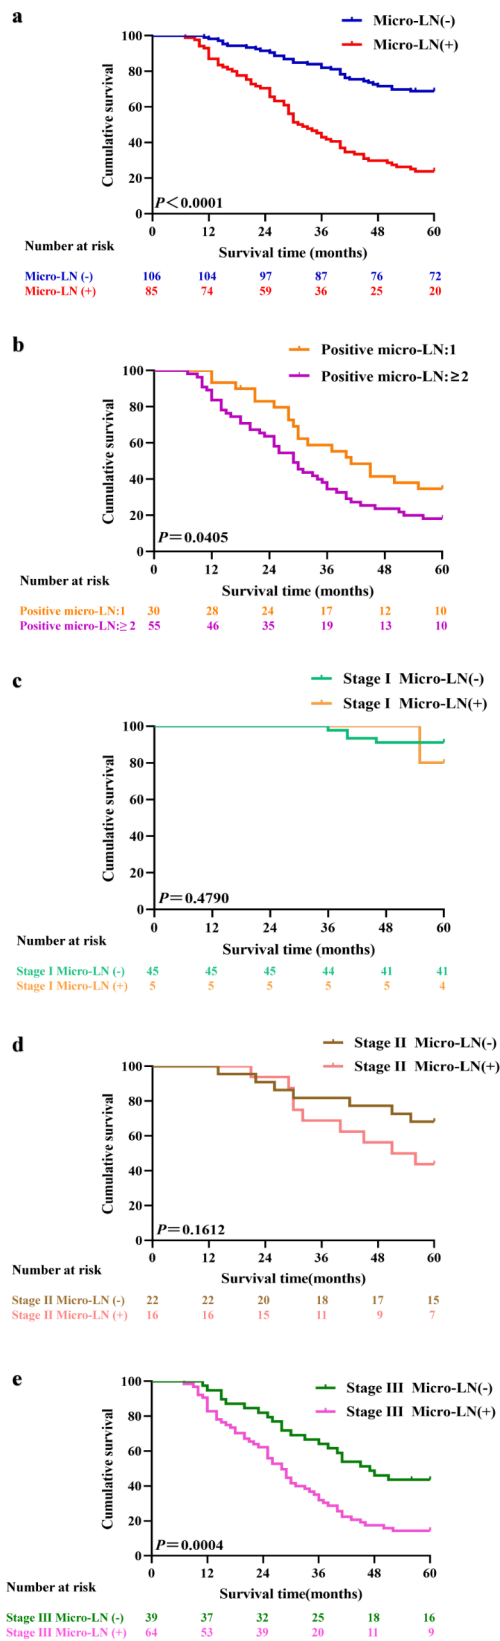 a
Micro-LN(-)
Micro-LN(+)
Cumulative survival
100
80
60
40
20
0
P<0.0001
0 12 24 36 48 60
Survival time (months)
Number at risk
Micro-LN (-) 106 104 97 87 76 72
Micro-LN (+) 85 74 59 36 25 20
b
Positive micro-LN:1
Positive micro-LN:≥2
Cumulative survival
100
80
60
40
20
0
P=0.0405
0 12 24 36 48 60
Survival time (months)
Number at risk
Positive micro-LN:1 30 28 24 17 12 10
Positive micro-LN:≥2 55 46 35 19 13 10
c
Stage I Micro-LN(-)
Stage I Micro-LN(+)
Cumulative survival
100
80
60
40
20
0
P=0.4790
0 12 24 36 48 60
Survival time (months)
Number at risk
Stage I Micro-LN (-) 45 45 45 44 41 41
Stage I Micro-LN (+) 5 5 5 5 5 4
d
Stage II Micro-LN(-)
Stage II Micro-LN(+)
Cumulative survival
100
80
60
40
20
0
P=0.1612
0 12 24 36 48 60
Survival time(months)
Number at risk
Stage II Micro-LN (-) 22 22 20 18 17 15
Stage II Micro-LN (+) 16 16 15 11 9 7
e
Stage III Micro-LN(-)
Stage III Micro-LN(+)
Cumulative survival
100
80
60
40
20
0
P=0.0004
0 12 24 36 48 60
Survival time(months)
Number at risk
Stage III Micro-LN (-) 39 37 32 25 18 16
Stage III Micro-LN (+) 64 53 39 20 11 9